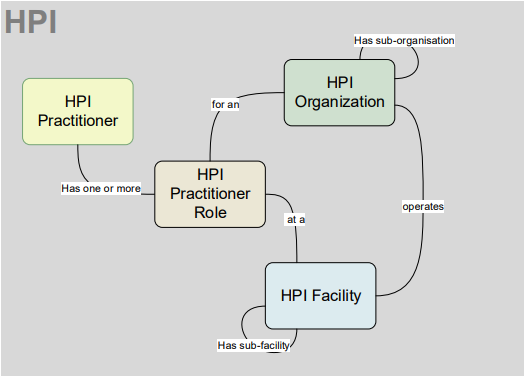 HPI
Has sub-organisation
HPI
Organization
HPI
Practitioner
for an
HPI
Practitioner
Role
Has one or more
operates
at a
HPI Facility
Has sub-facility